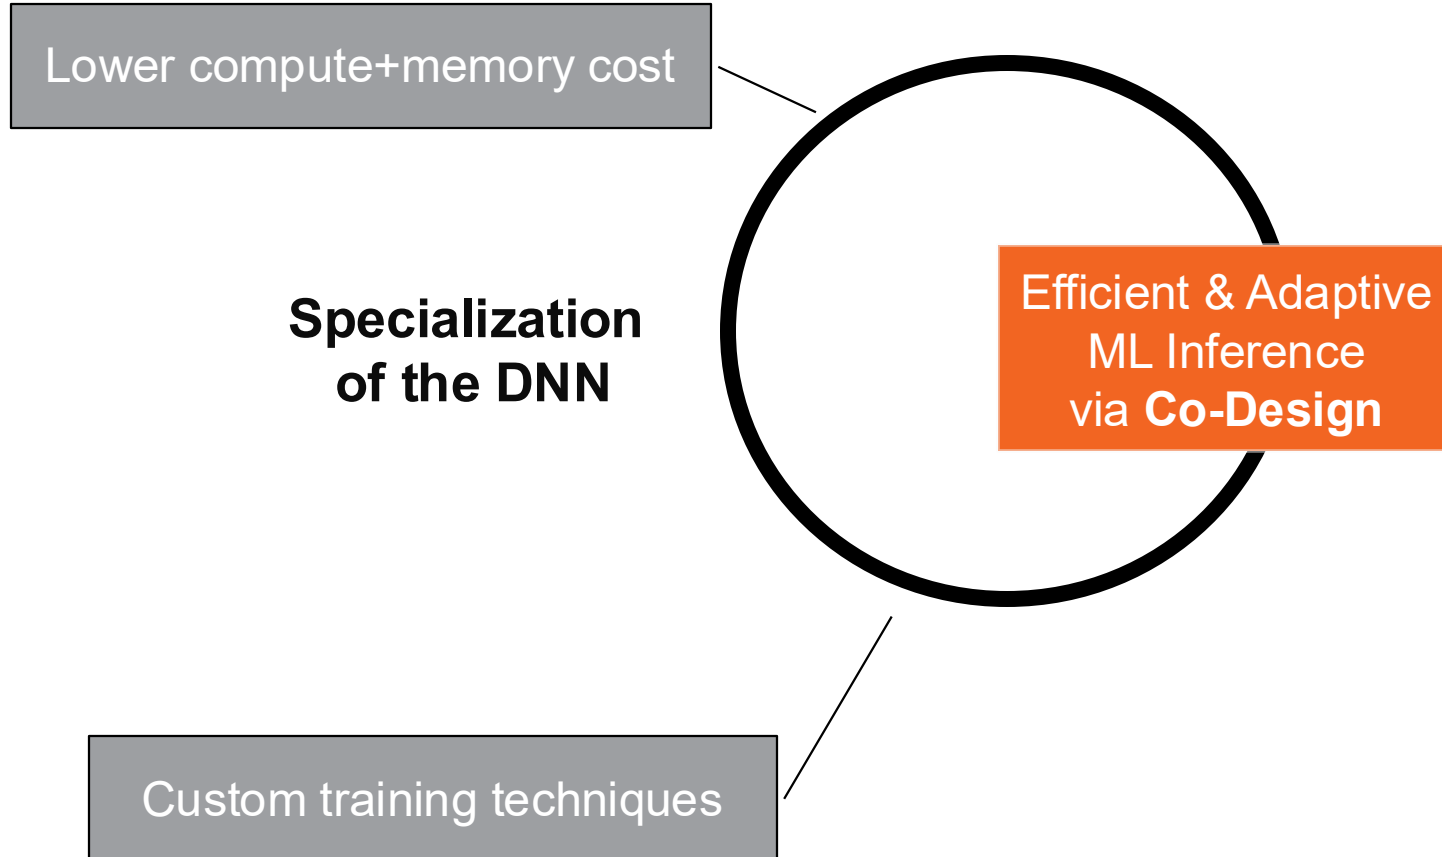 Lower compute+memory cost
Specialization
of the DNN
Efficient & Adaptive
ML Inference
via Co-Design
Custom training techniques